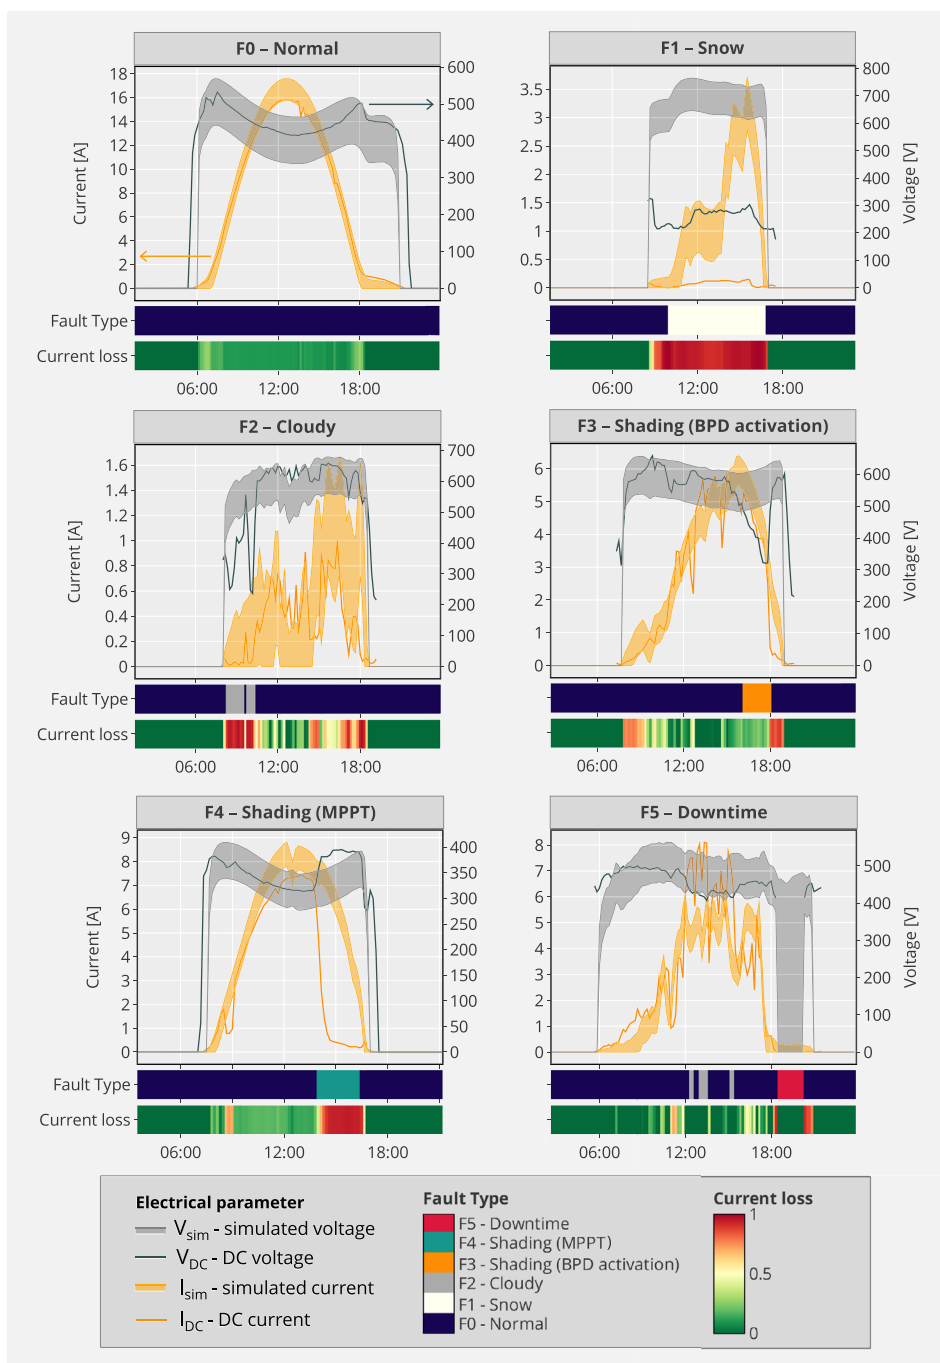 F0 – Normal
F1 – Snow
18
16
14
12
10
8
6
4
2
0
Current [A]
600
500
400
300
200
100
0
3.5
3
2.5
2
1.5
1
0.5
0
800
700
600
500
400
300
200
100
0
Voltage [V]
Fault Type
Current loss
06:00 12:00 18:00
06:00 12:00 18:00
F2 – Cloudy
F3 – Shading (BPD activation)
1.6
1.4
1.2
1
0.8
0.6
0.4
0.2
0
Current [A]
700
600
500
400
300
200
100
0
6
5
4
3
2
1
0
600
500
400
300
200
100
0
Voltage [V]
Fault Type
Current loss
06:00 12:00 18:00
06:00 12:00 18:00
F4 – Shading (MPPT)
F5 – Downtime
9
8
7
6
5
4
3
2
1
0
Current [A]
400
350
300
250
200
150
100
50
0
8
7
6
5
4
3
2
1
0
500
400
300
200
100
0
Voltage [V]
Fault Type
Current loss
06:00 12:00 18:00
06:00 12:00 18:00
Electrical parameter
Vsim - simulated voltage
VDC - DC voltage
Isim - simulated current
IDC - DC current
Fault Type
F5 - Downtime
F4 - Shading (MPPT)
F3 - Shading (BPD activation)
F2 - Cloudy
F1 - Snow
F0 - Normal
Current loss
1
0.5
0